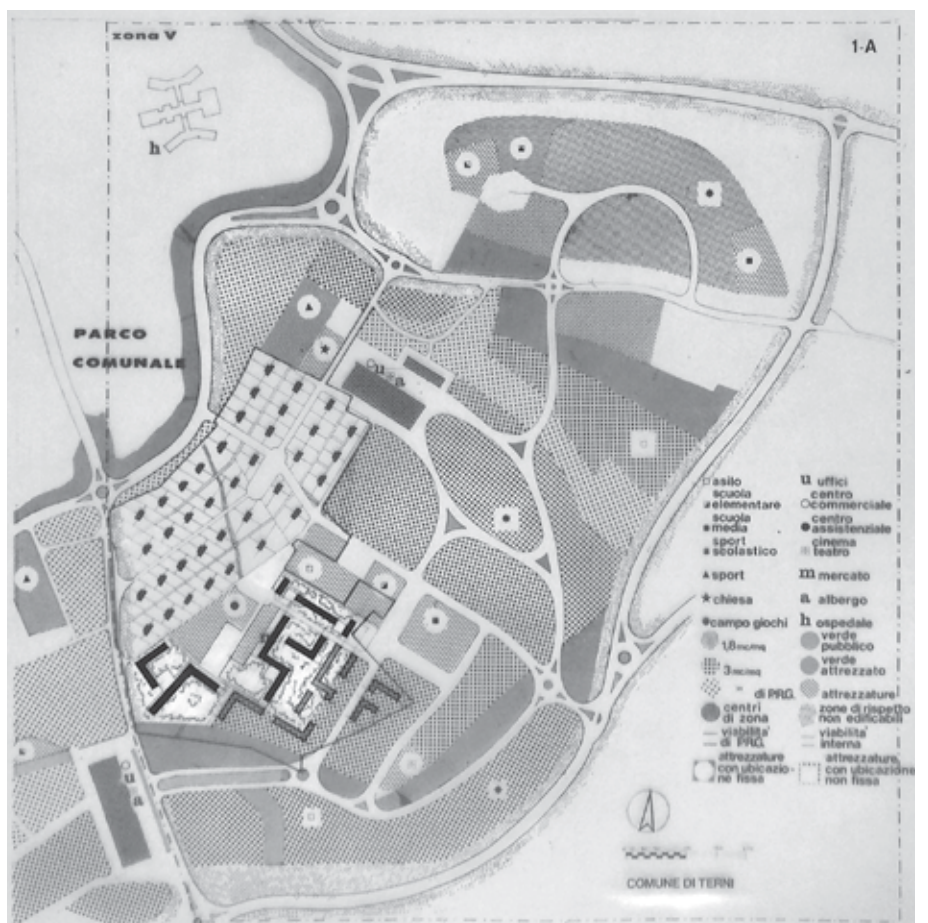 zona V
1-A
h
PARCO
COMUNALE
u
a
asilo
scuola
elementare
scuola
media
sport
scolastico
sport
chiesa
campo giochi
1,8 mc/mq
3 mc/mq
" di P.R.G.
centri
di zona
viabilita'
di P.R.G.
attrezzature
con ubicazio-
ne fissa
u uffici
centro
commerciale
centro
assistenziale
cinema
teatro
m mercato
a albergo
h ospedale
verde
pubblico
verde
attrezzato
attrezzature
zone di rispetto
non edificabili
viabilita'
interna
attrezzature
con ubicazione
non fissa
u
a
COMUNE DI TERNI